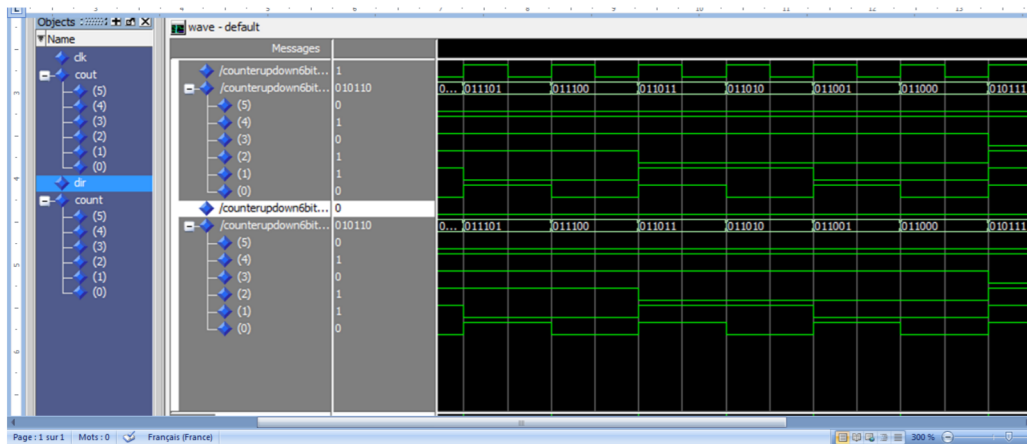 Objects
wave - default
Name
Messages
clk
cout
(5)
(4)
(3)
(2)
(1)
(0)
dir
count
(5)
(4)
(3)
(2)
(1)
(0)
/counterupdown6bit... 1
/counterupdown6bit... 010110 0... 011101 011100 011011 011010 011001 011000 010111
(5) 0
(4) 1
(3) 0
(2) 1
(1) 1
(0) 0
/counterupdown6bit... 0
/counterupdown6bit... 010110 0... 011101 011100 011011 011010 011001 011000 010111
(5) 0
(4) 1
(3) 0
(2) 1
(1) 1
(0) 0
Page : 1 sur 1 Mots : 0 Français (France) 300 %